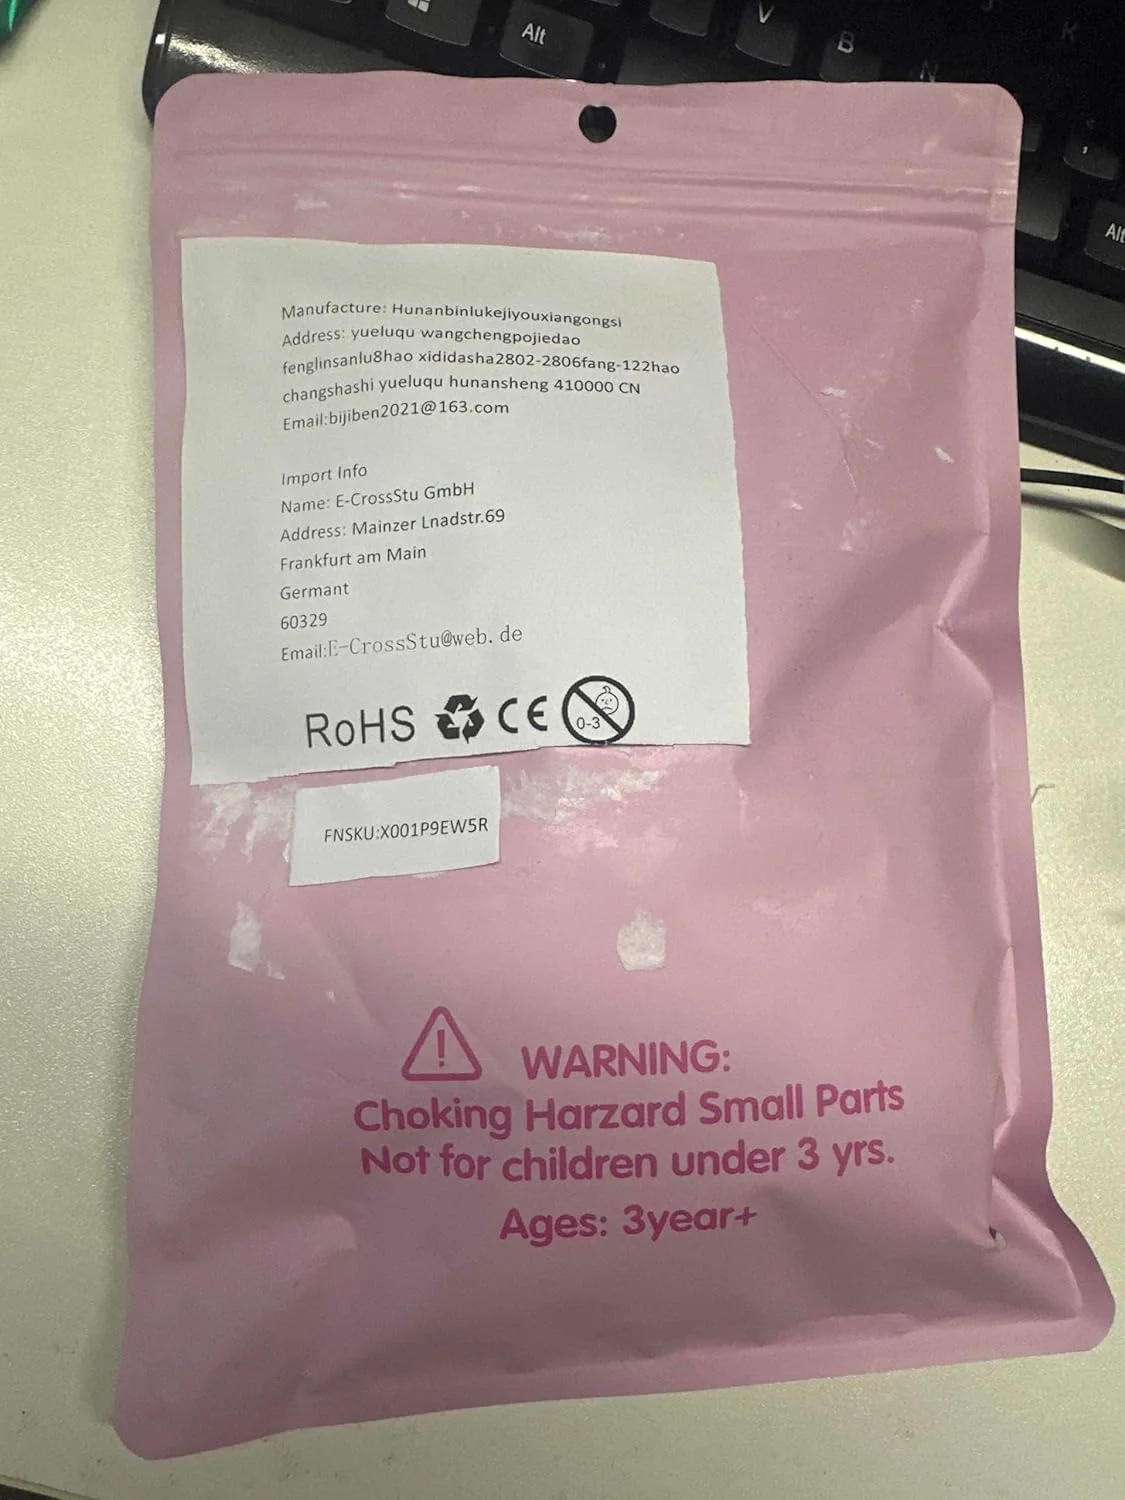 Alt
V
B
N
K
Alt
Manufacture: Hunanbinlukejiyouxiangongsi
Address: yueluqu wangchengpojiedao
fenglinsanlu8hao xididasha2802-2806fang-122hao
changshashi yueluqu hunansheng 410000 CN
Email:bijiben2021@163.com
Import Info
Name: E-CrossStu GmbH
Address: Mainzer Lnadstr.69
Frankfurt am Main
Germant
60329
Email:E-CrossStu@web. de
RoHS CE 0-3
FNSKU:X001P9EW5R
WARNING:
Choking Harzard Small Parts
Not for children under 3 yrs.
Ages: 3year+